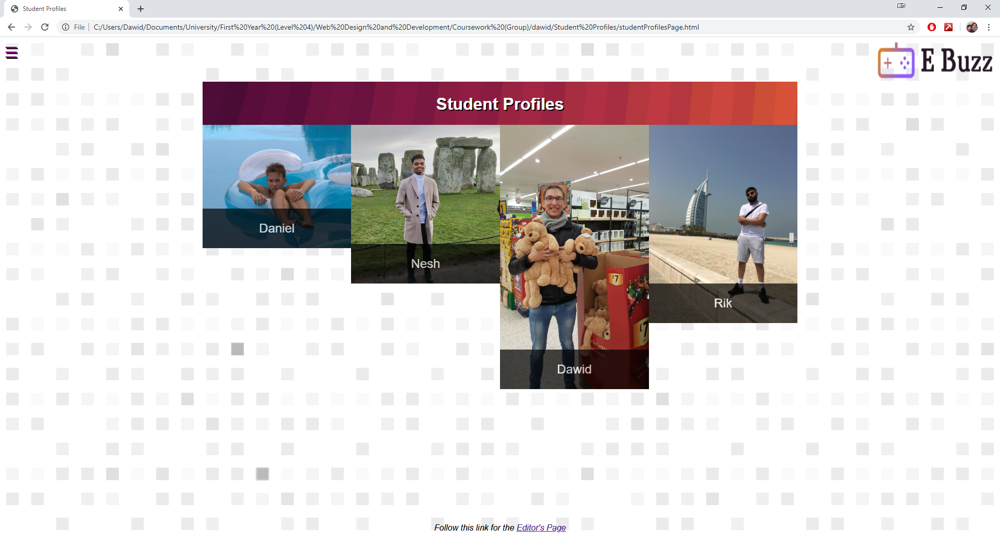 Student Profiles
File
C:/Users/Dawid/Documents/University/First%20Year%20(Level%204)/Web%20Design%20and%20Development/Coursework%20(Group)/dawid/Student%20Profiles/studentProfilesPage.html
E Buzz
Student Profiles
Daniel
Nesh
£7
£7
Dawid
Rik
Follow this link for the Editor's Page